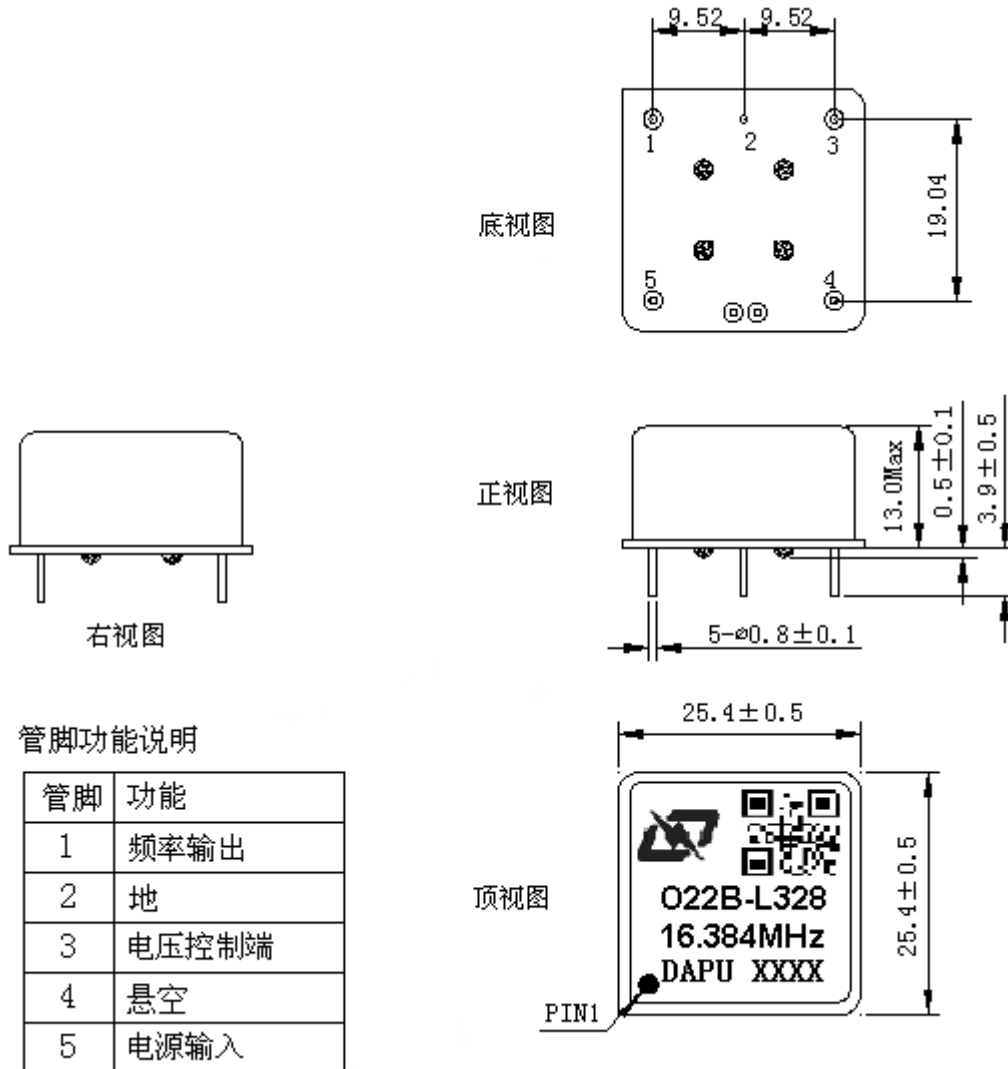 9.52 9.52
1 2 3
19.04
底视图
5 4
13.0Max
0.5±0.1
3.9±0.5
正视图
右视图
5-⌀0.8±0.1
25.4±0.5
管脚功能说明
管脚 功能
1 频率输出
2 地
3 电压控制端
4 悬空
5 电源输入
顶视图
O22B-L328
16.384MHz
DAPU XXXX
25.4±0.5
PIN1